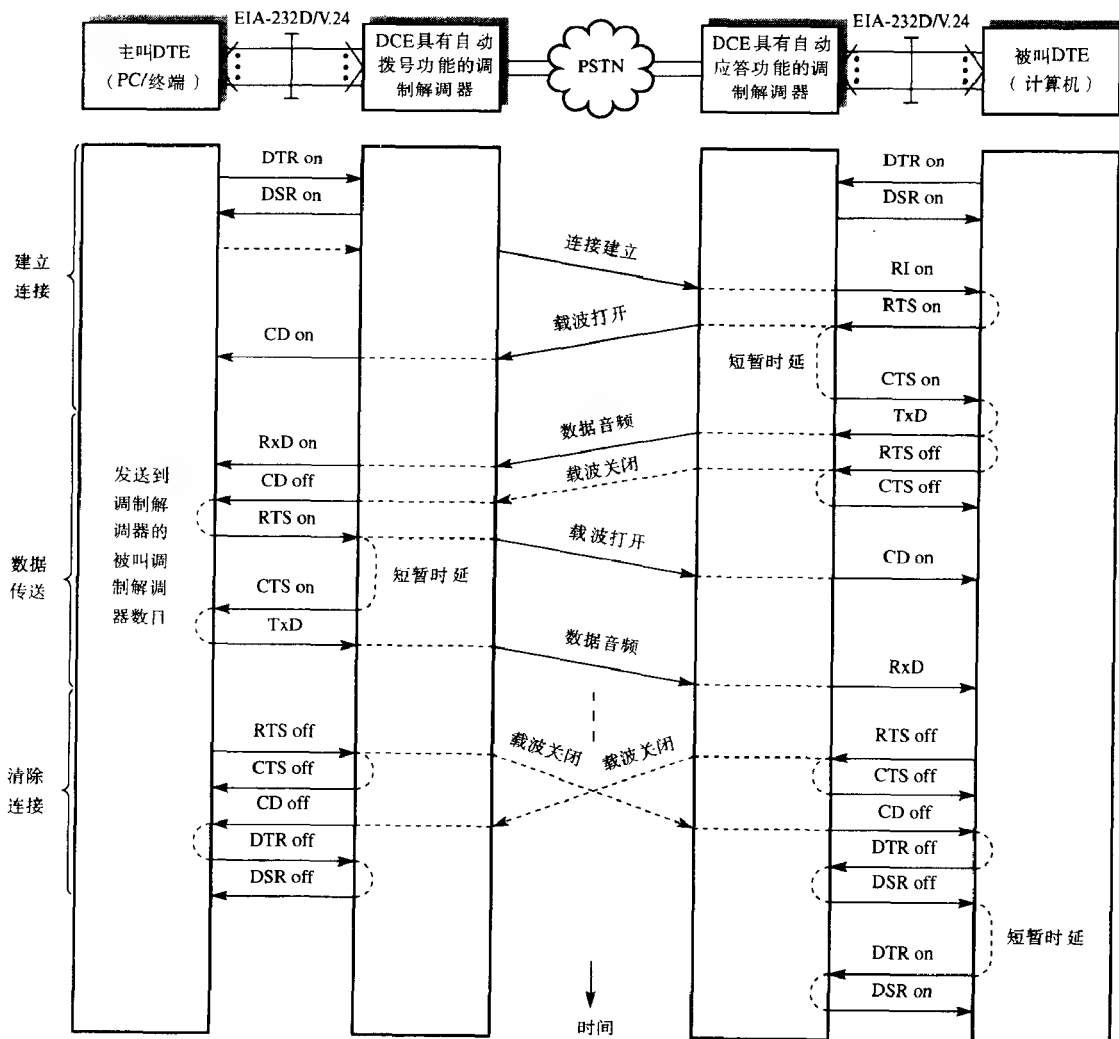 EIA-232D/V.24
EIA-232D/V.24
主叫DTE
(PC/终端)
DCE具有自动
拨号功能的调
制解调器
PSTN
DCE具有自动
应答功能的调
制解调器
被叫DTE
(计算机)
建立
连接
DTR on
DSR on
CD on
连接建立
载波打开
DTR on
DSR on
RI on
RTS on
短暂时延
CTS on
数据
传送
发送到
调制解
调器的
被叫调
制解调
器数目
RxD on
CD off
RTS on
CTS on
TxD
短暂时延
数据音频
载波关闭
载波打开
数据音频
TxD
RTS off
CTS off
CD on
RxD
清除
连接
RTS off
CTS off
CD off
DTR off
DSR off
载波关闭
载波关闭
RTS off
CTS off
CD off
DTR off
DSR off
短暂时延
DTR on
DSR on
时间